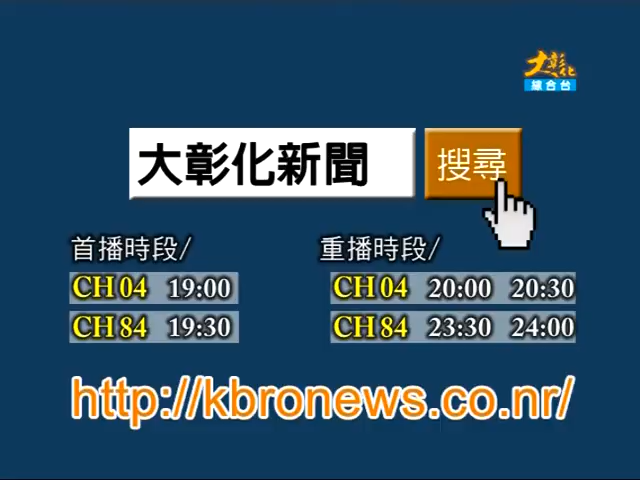 大彰化
綜合台
大彰化新聞 搜尋
首播時段/ 重播時段/
CH04 19:00 CH04 20:00 20:30
CH84 19:30 CH84 23:30 24:00
http://kbronews.co.nr/